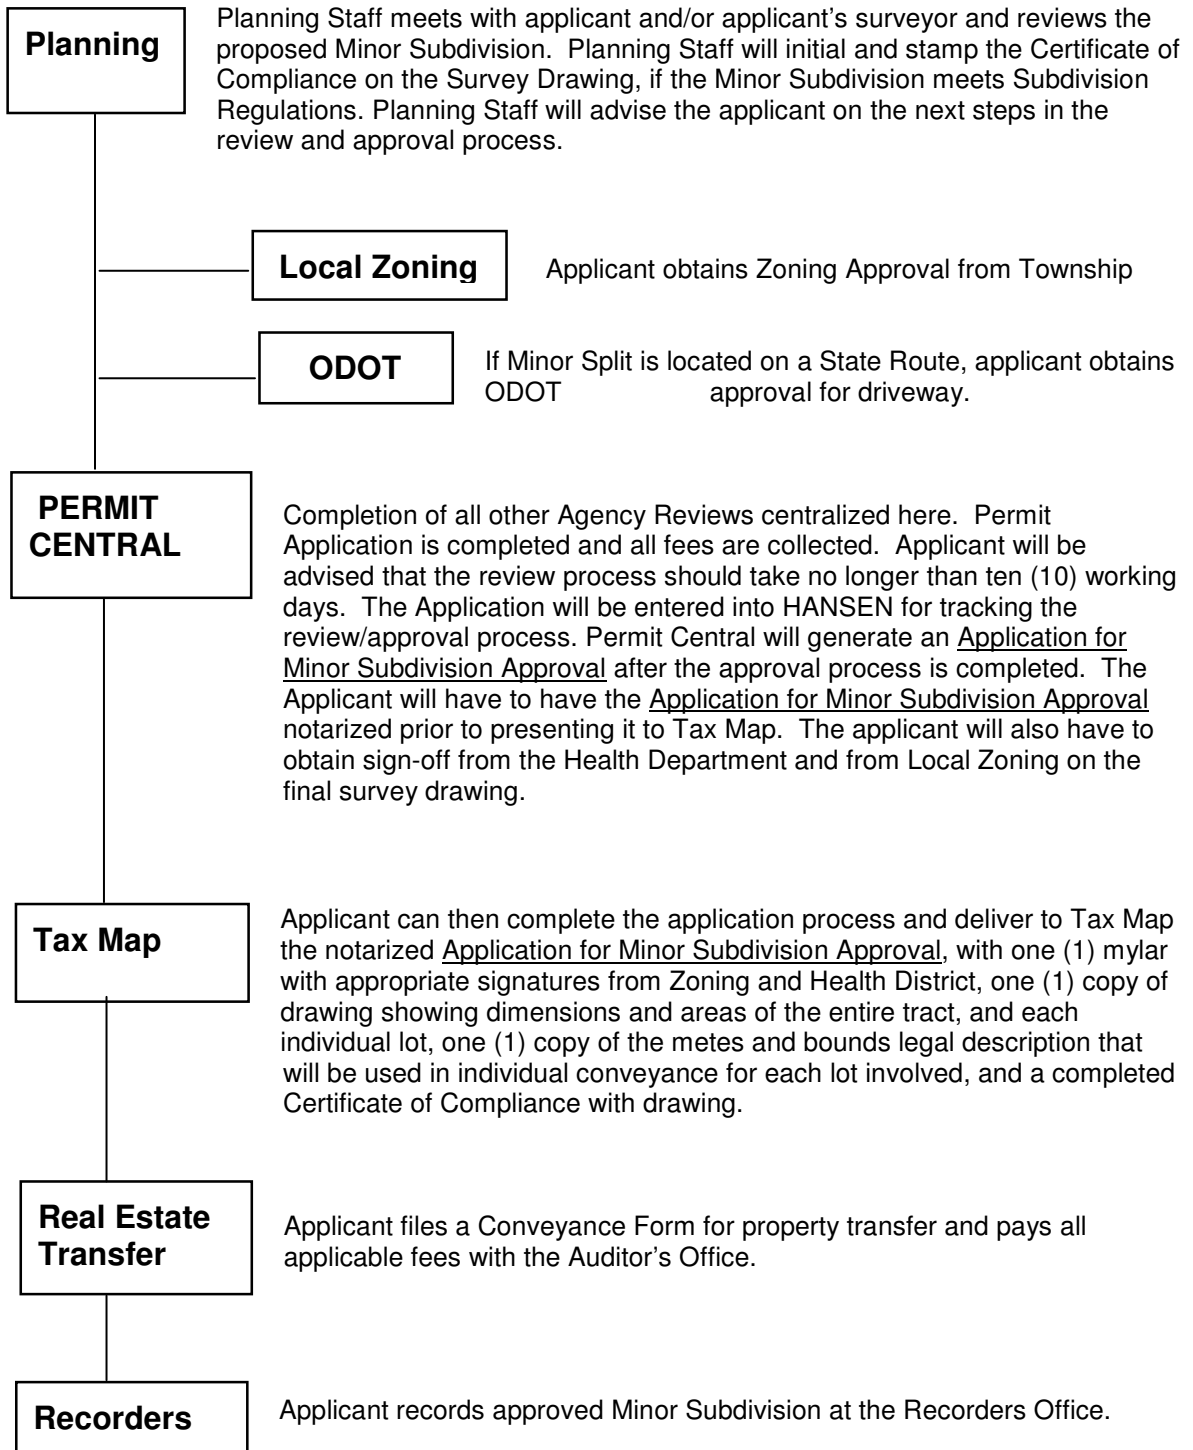 Planning
Planning Staff meets with applicant and/or applicant's surveyor and reviews the
proposed Minor Subdivision.  Planning Staff will initial and stamp the Certificate of
Compliance on the Survey Drawing, if the Minor Subdivision meets Subdivision
Regulations. Planning Staff will advise the applicant on the next steps in the
review and approval process.
Local Zoning
Applicant obtains Zoning Approval from Township
ODOT
If Minor Split is located on a State Route, applicant obtains
ODOT approval for driveway.
PERMIT
CENTRAL
Completion of all other Agency Reviews centralized here.  Permit
Application is completed and all fees are collected.  Applicant will be
advised that the review process should take no longer than ten (10) working
days.  The Application will be entered into HANSEN for tracking the
review/approval process. Permit Central will generate an Application for
Minor Subdivision Approval after the approval process is completed.  The
Applicant will have to have the Application for Minor Subdivision Approval
notarized prior to presenting it to Tax Map.  The applicant will also have to
obtain sign-off from the Health Department and from Local Zoning on the
final survey drawing.
Tax Map
Applicant can then complete the application process and deliver to Tax Map
the notarized Application for Minor Subdivision Approval, with one (1) mylar
with appropriate signatures from Zoning and Health District, one (1) copy of
drawing showing dimensions and areas of the entire tract, and each
individual lot, one (1) copy of the metes and bounds legal description that
will be used in individual conveyance for each lot involved, and a completed
Certificate of Compliance with drawing.
Real Estate
Transfer
Applicant files a Conveyance Form for property transfer and pays all
applicable fees with the Auditor's Office.
Recorders
Applicant records approved Minor Subdivision at the Recorders Office.